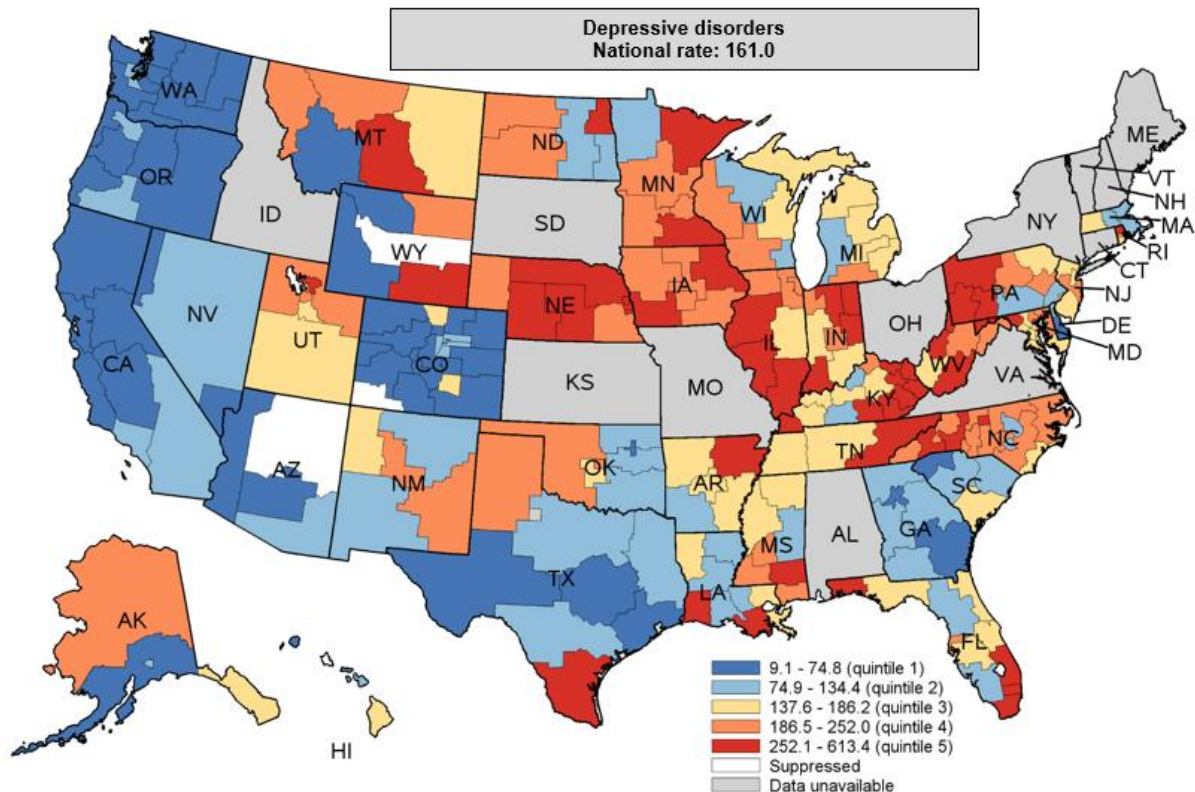 Depressive disorders
National rate: 161.0
WA
OR
ID
MT
ND
SD
MN
WI
MI
WY
NE
IA
NV
UT
CO
CA
AZ
NM
KS
MO
IL
IN
OH
KY
WV
VA
PA
NY
ME
VT
NH
MA
RI
CT
NJ
DE
MD
OK
AR
TN
NC
SC
TX
LA
MS
AL
GA
FL
AK
HI
9.1 - 74.8 (quintile 1)
74.9 - 134.4 (quintile 2)
137.6 - 186.2 (quintile 3)
186.5 - 252.0 (quintile 4)
252.1 - 613.4 (quintile 5)
Suppressed
Data unavailable